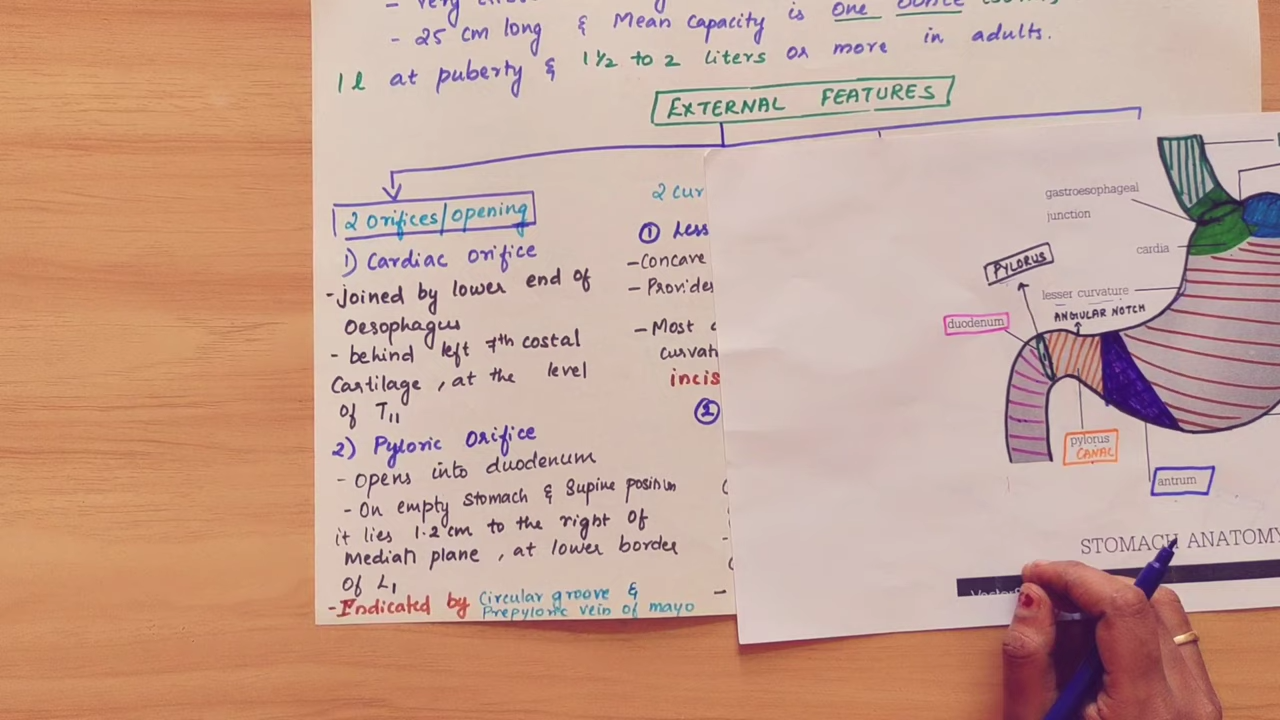 - very
- 25 cm long & Mean capacity is one ounce
1 l at puberty & 1½ to 2 liters or more in adults.
EXTERNAL FEATURES
2 Orifices/opening
1) Cardiac orifice
- Joined by lower end of
Oesophagus
- behind left 7th costal
Cartilage, at the level
of T11
2) Pyloric Orifice
- Opens into duodenum
- On empty Stomach & Supine position
it lies 1.2 cm to the right of
Median plane, at lower border
of L1
- Indicated by Circular groove &
Prepyloric vein of mayo
2 cur
① Less
- Concave
- Provides
- Most
curvat
incis
②
gastroesophageal
junction
cardia
PYLORUS
lesser curvature
ANGULAR NOTCH
duodenum
pylorus
CANAL
antrum
STOMACH ANATOMY